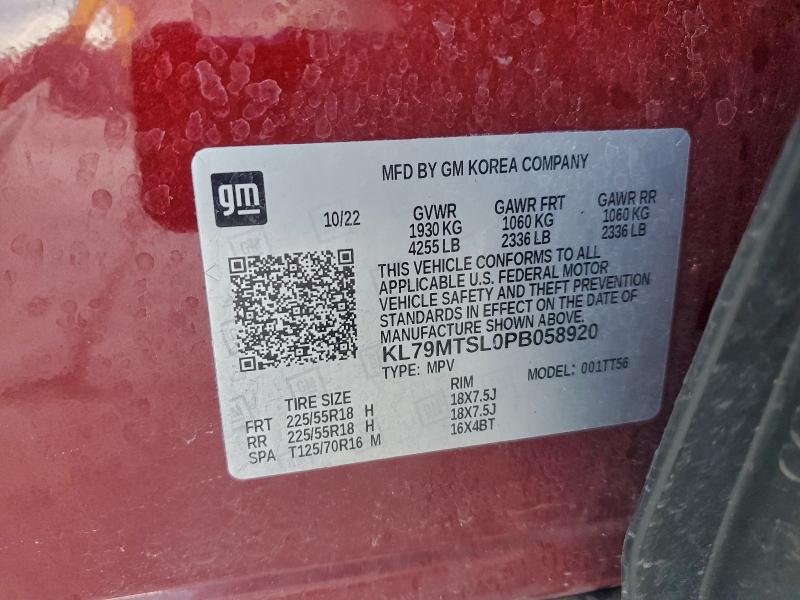 MFD BY GM KOREA COMPANY
gm
10/22
GVWR GAWR FRT GAWR RR
1930 KG 1060 KG 1060 KG
4255 LB 2336 LB 2336 LB
THIS VEHICLE CONFORMS TO ALL
APPLICABLE U.S. FEDERAL MOTOR
VEHICLE SAFETY AND THEFT PREVENTION
STANDARDS IN EFFECT ON THE DATE OF
MANUFACTURE SHOWN ABOVE.
KL79MTSL0PB058920
TYPE: MPV MODEL: 001TT56
TIRE SIZE RIM
FRT 225/55R18 H 18X7.5J
RR 225/55R18 H 18X7.5J
SPA T125/70R16 M 16X4BT